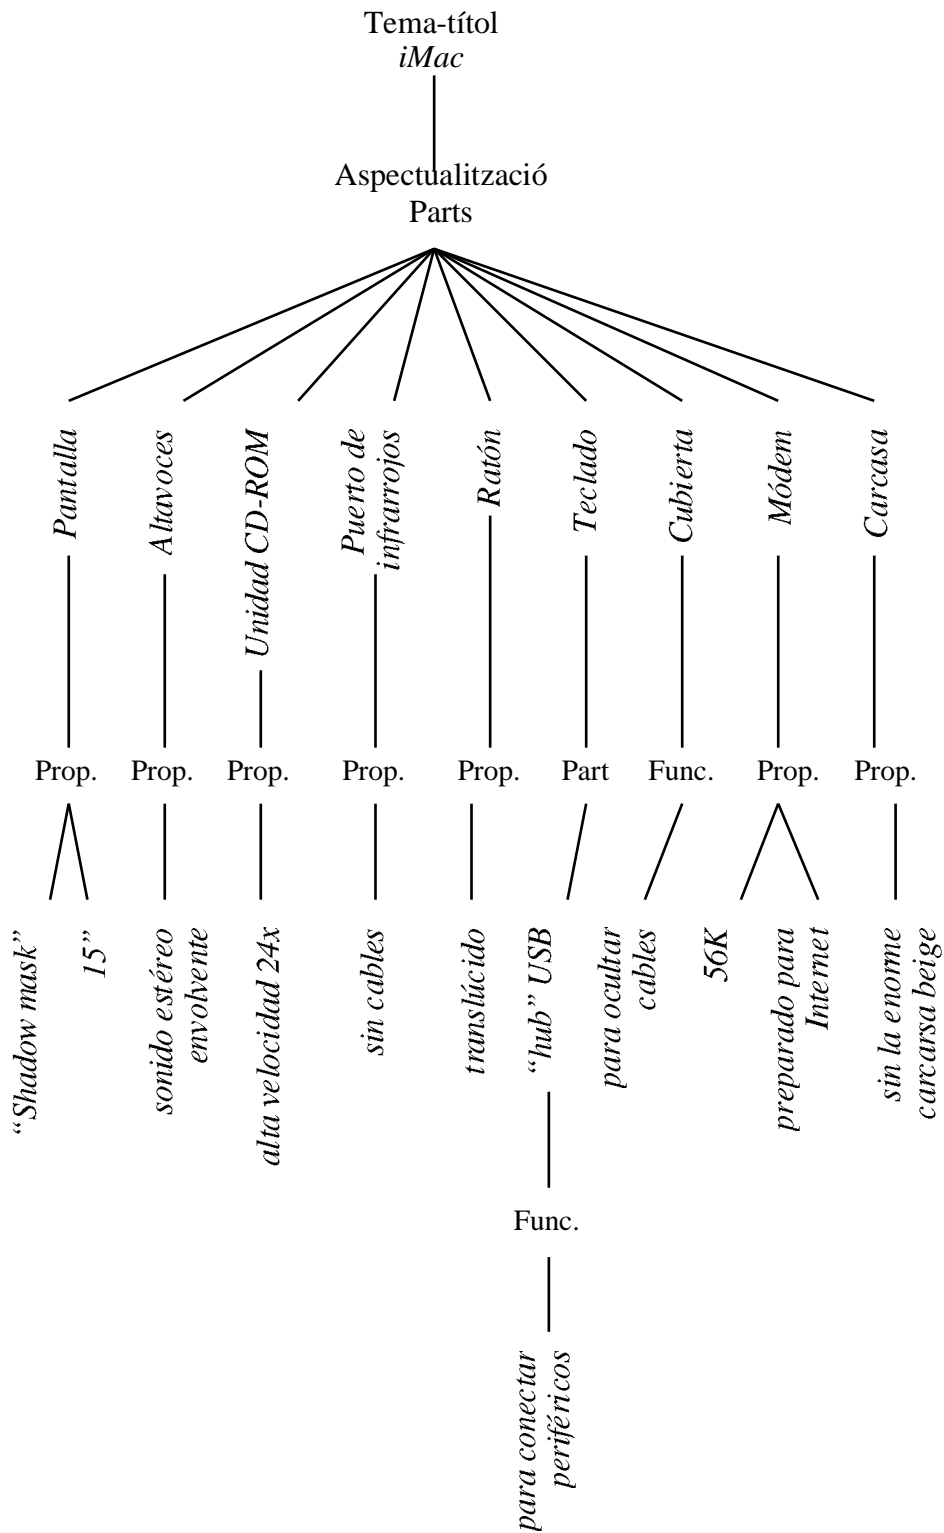 Tema-títol
iMac
Aspectualització
Parts
Pantalla
Altavoces
Unidad CD-ROM
Puerto de
infrarrojos
Ratón
Teclado
Cubierta
Módem
Carcasa
Prop.
Prop.
Prop.
Prop.
Prop.
Part
Func.
Prop.
Prop.
“Shadow mask”
15”
sonido estéreo
envolvente
alta velocidad 24x
sin cables
translúcido
“hub” USB
para ocultar
cables
56K
preparado para
Internet
sin la enorme
carcarsa beige
Func.
para conectar
periféricos